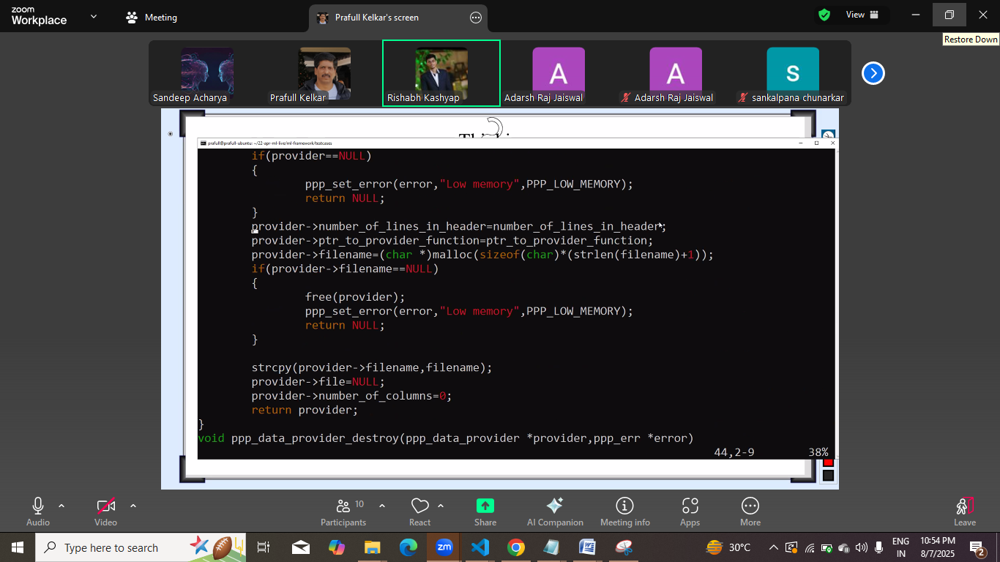 zoom
Workplace
Meeting
Prafull Kelkar's screen
View
Restore Down
Sandeep Acharya
Prafull Kelkar
Rishabh Kashyap
A
Adarsh Raj Jaiswal
A
Adarsh Raj Jaiswal
s
sankalpana chunarkar
prafull@prafull-ubuntu: ~/22-apr-ml-live/ml-framework/testcases
if(provider==NULL)
{
ppp_set_error(error,"Low memory",PPP_LOW_MEMORY);
return NULL;
}
provider->number_of_lines_in_header=number_of_lines_in_header;
provider->ptr_to_provider_function=ptr_to_provider_function;
provider->filename=(char *)malloc(sizeof(char)*(strlen(filename)+1));
if(provider->filename==NULL)
{
free(provider);
ppp_set_error(error,"Low memory",PPP_LOW_MEMORY);
return NULL;
}
strcpy(provider->filename,filename);
provider->file=NULL;
provider->number_of_columns=0;
return provider;
}
void ppp_data_provider_destroy(ppp_data_provider *provider,ppp_err *error)
44,2-9 38%
Audio
Video
Participants
10
React
Share
AI Companion
Meeting info
Apps
More
Leave
Type here to search
30°C
ENG
IN
10:54 PM
8/7/2025
2